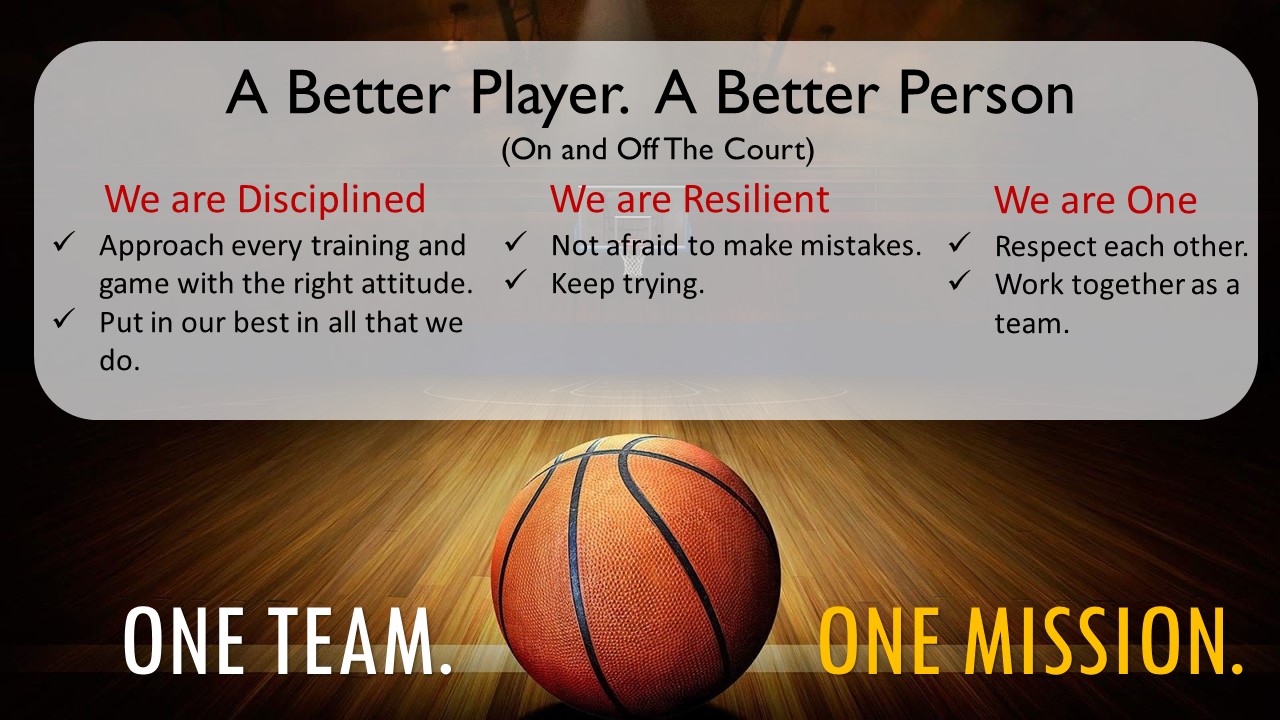 A Better Player.  A Better Person
(On and Off The Court)
We are Disciplined
✓ Approach every training and
game with the right attitude.
✓ Put in our best in all that we
do.
We are Resilient
✓ Not afraid to make mistakes.
✓ Keep trying.
We are One
✓ Respect each other.
✓ Work together as a
team.
ONE TEAM.
ONE MISSION.